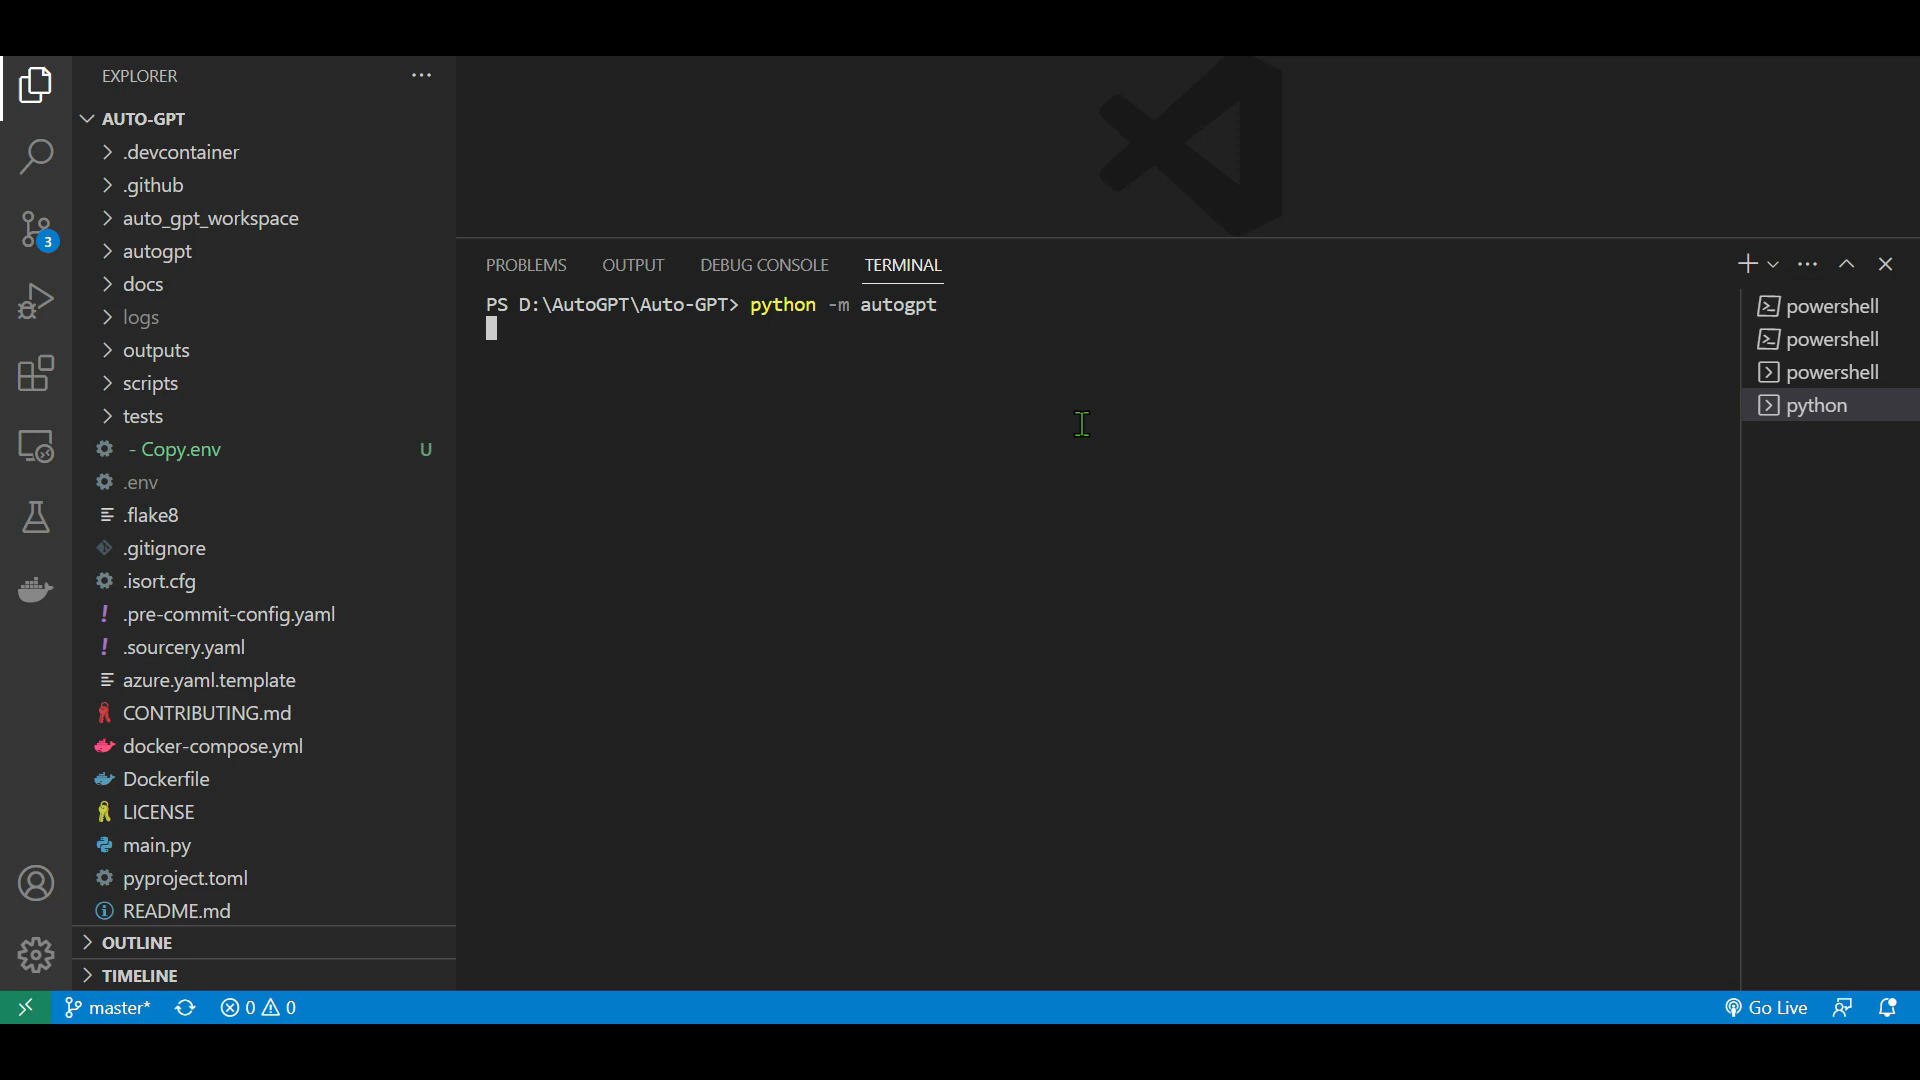 EXPLORER
AUTO-GPT
.devcontainer
.github
auto_gpt_workspace
autogpt
docs
logs
outputs
scripts
tests
- Copy.env U
.env
.flake8
.gitignore
.isort.cfg
.pre-commit-config.yaml
.sourcery.yaml
azure.yaml.template
CONTRIBUTING.md
docker-compose.yml
Dockerfile
LICENSE
main.py
pyproject.toml
README.md
OUTLINE
TIMELINE
3
PROBLEMS OUTPUT DEBUG CONSOLE TERMINAL
PS D:\AutoGPT\Auto-GPT> python -m autogpt
powershell
powershell
powershell
python
master* 0 0 Go Live